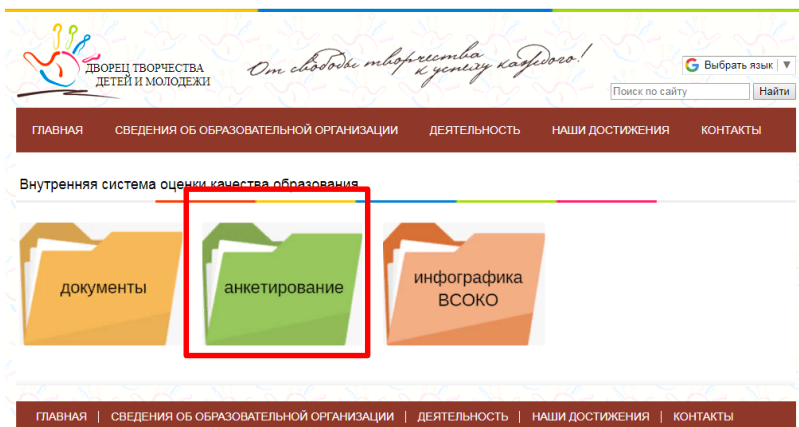 ДВОРЕЦ ТВОРЧЕСТВА
ДЕТЕЙ И МОЛОДЕЖИ
От свободы творчества
к успеху каждого!
Выбрать язык
Поиск по сайту
Найти
ГЛАВНАЯ СВЕДЕНИЯ ОБ ОБРАЗОВАТЕЛЬНОЙ ОРГАНИЗАЦИИ ДЕЯТЕЛЬНОСТЬ НАШИ ДОСТИЖЕНИЯ КОНТАКТЫ
Внутренняя система оценки качества образования
документы
анкетирование
инфографика
ВСОКО
ГЛАВНАЯ | СВЕДЕНИЯ ОБ ОБРАЗОВАТЕЛЬНОЙ ОРГАНИЗАЦИИ | ДЕЯТЕЛЬНОСТЬ | НАШИ ДОСТИЖЕНИЯ | КОНТАКТЫ